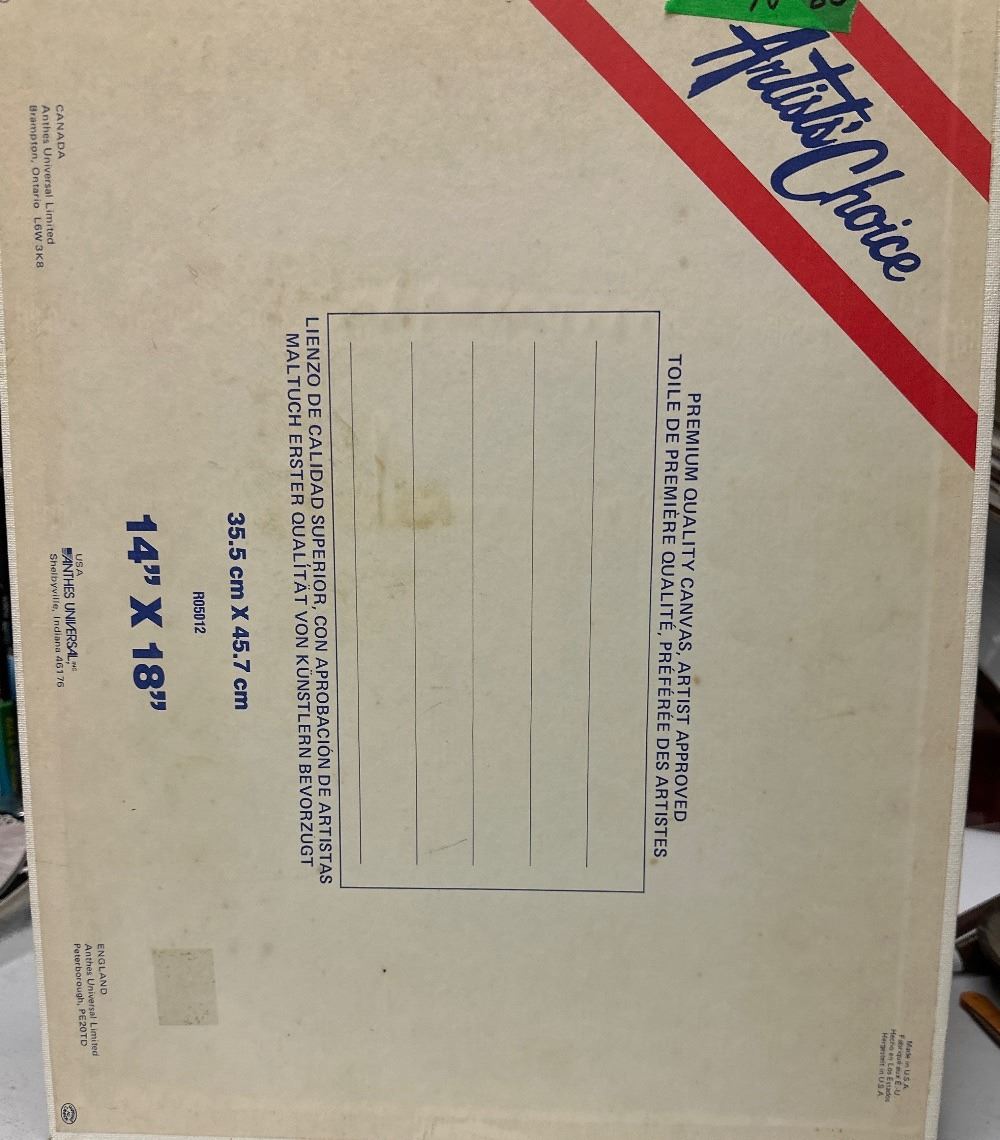 Artists' Choice
PREMIUM QUALITY CANVAS, ARTIST APPROVED
TOILE DE PREMIÈRE QUALITÉ, PRÉFÉRÉE DES ARTISTES
LIENZO DE CALIDAD SUPERIOR, CON APROBACIÓN DE ARTISTAS
MALTUCH ERSTER QUALITÄT VON KÜNSTLERN BEVORZUGT
35.5 cm X 45.7 cm
R05012
14” X 18”
CANADA
Anthes Universal Limited
Brampton, Ontario L6W 3K8
USA
ANTHES UNIVERSAL, INC
Shelbyville, Indiana 46176
ENGLAND
Anthes Universal Limited
Peterborough, PE20TD
Made in U.S.A.
Fabriqué aux É.-U.
Hecho en Los Estados
Hergestellt in U.S.A.